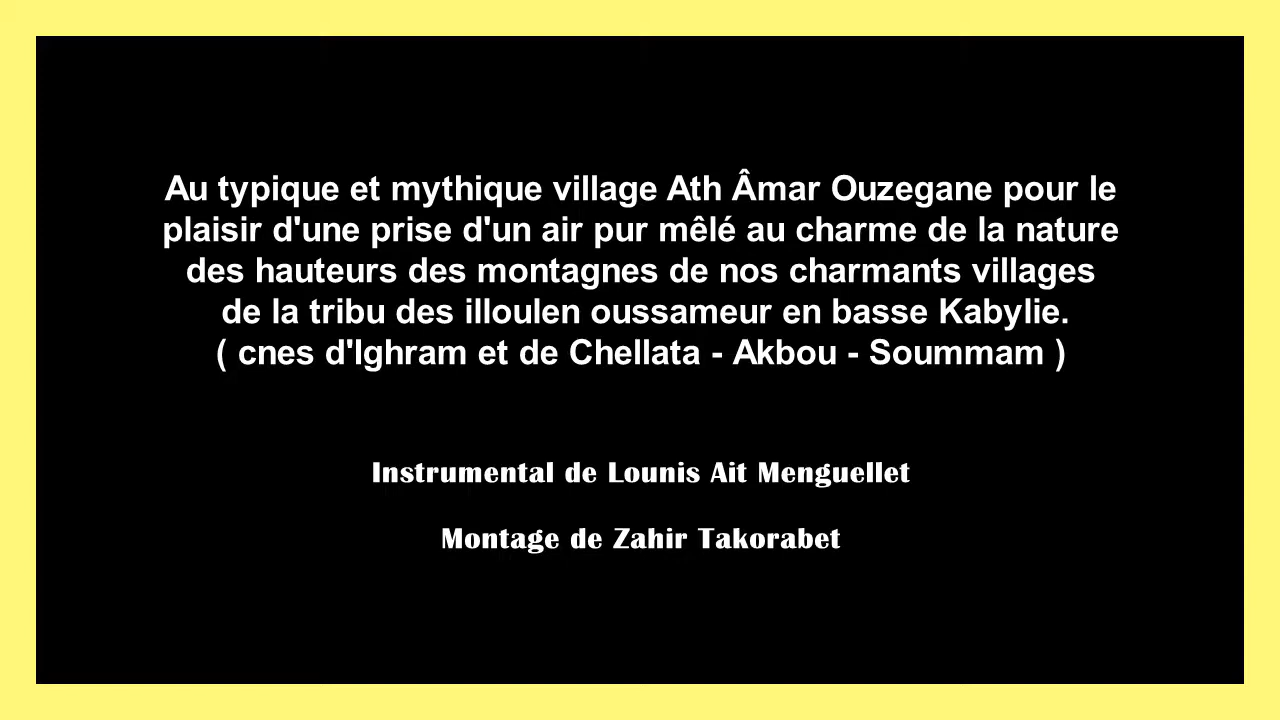 Au typique et mythique village Ath Âmar Ouzegane pour le
plaisir d'une prise d'un air pur mêlé au charme de la nature
des hauteurs des montagnes de nos charmants villages
de la tribu des illoulen oussameur en basse Kabylie.
( cnes d'Ighram et de Chellata - Akbou - Soummam )
Instrumental de Lounis Ait Menguellet
Montage de Zahir Takorabet